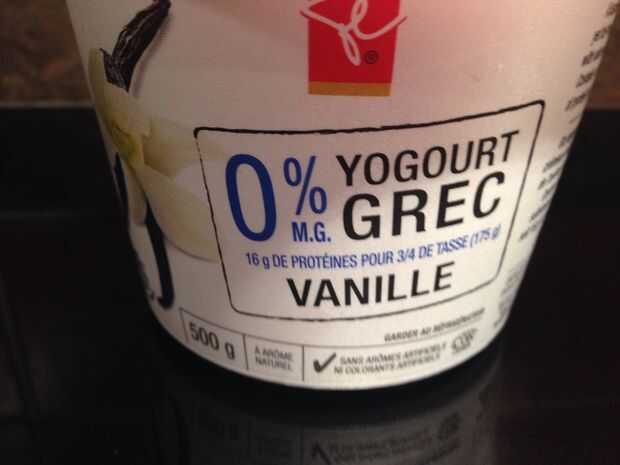 0% M.G.
YOGOURT
GREC
16 g DE PROTÉINES POUR 3/4 DE TASSE (175 g)
VANILLE
GARDER AU RÉFRIGÉRATEUR
500 g
À ARÔME
NATUREL
SANS ARÔMES ARTIFICIELS
NI COLORANTS ARTIFICIELS
COR